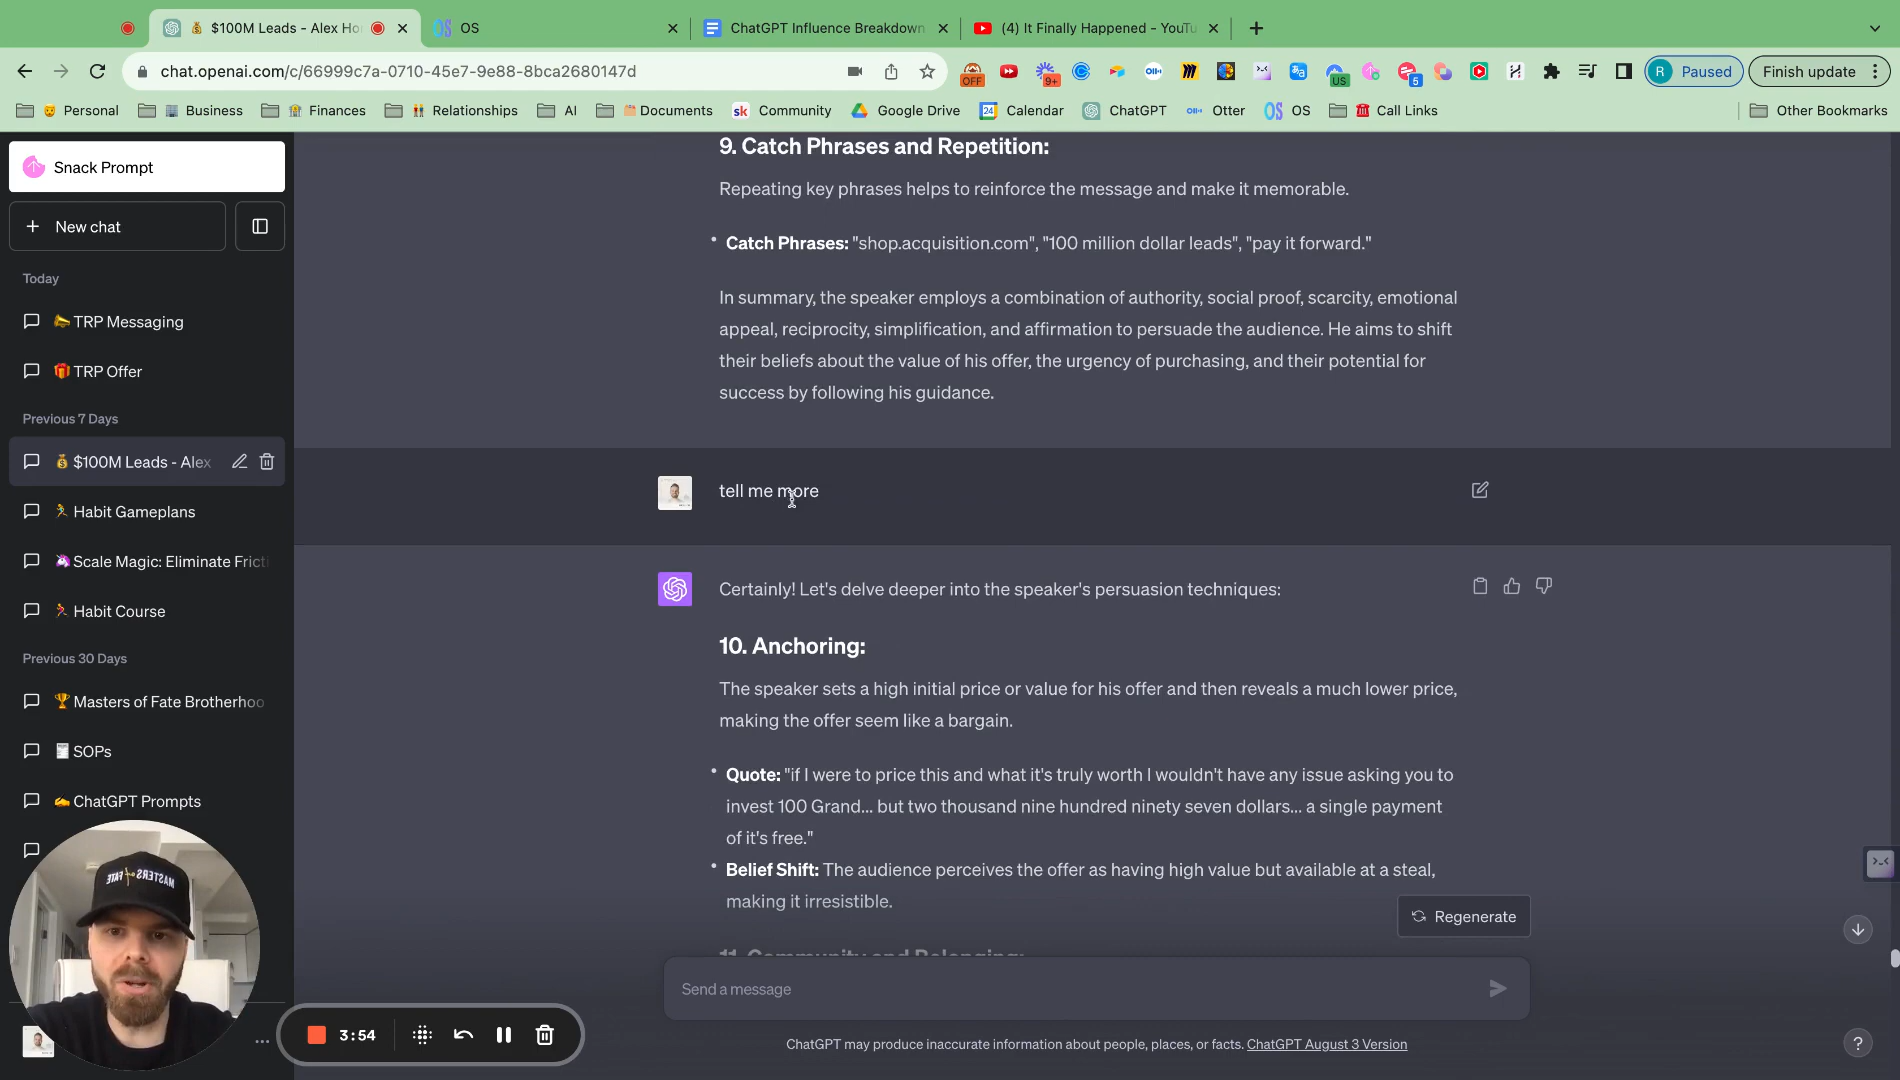 $100M Leads - Alex Ho
OS
ChatGPT Influence Breakdown
(4) It Finally Happened - YouTu
chat.openai.com/c/66999c7a-0710-45e7-9e88-8bca2680147d
OFF
9+
US
5
R Paused
Finish update
Personal
Business
Finances
Relationships
AI
Documents
sk Community
Google Drive
24 Calendar
ChatGPT
Otter
OS OS
Call Links
Other Bookmarks
Snack Prompt
New chat
Today
TRP Messaging
TRP Offer
Previous 7 Days
$100M Leads - Alex
Habit Gameplans
Scale Magic: Eliminate Fricti
Habit Course
Previous 30 Days
Masters of Fate Brotherhoo
SOPs
ChatGPT Prompts
9. Catch Phrases and Repetition:
Repeating key phrases helps to reinforce the message and make it memorable.
• Catch Phrases: "shop.acquisition.com", "100 million dollar leads", "pay it forward."
In summary, the speaker employs a combination of authority, social proof, scarcity, emotional
appeal, reciprocity, simplification, and affirmation to persuade the audience. He aims to shift
their beliefs about the value of his offer, the urgency of purchasing, and their potential for
success by following his guidance.
tell me more
Certainly! Let's delve deeper into the speaker's persuasion techniques:
10. Anchoring:
The speaker sets a high initial price or value for his offer and then reveals a much lower price,
making the offer seem like a bargain.
• Quote: "if I were to price this and what it's truly worth I wouldn't have any issue asking you to
invest 100 Grand... but two thousand nine hundred ninety seven dollars... a single payment
of it's free."
• Belief Shift: The audience perceives the offer as having high value but available at a steal,
making it irresistible.
11. Community and Belonging:
Regenerate
Send a message
ChatGPT may produce inaccurate information about people, places, or facts. ChatGPT August 3 Version
?
MASTERS FATE
3:54